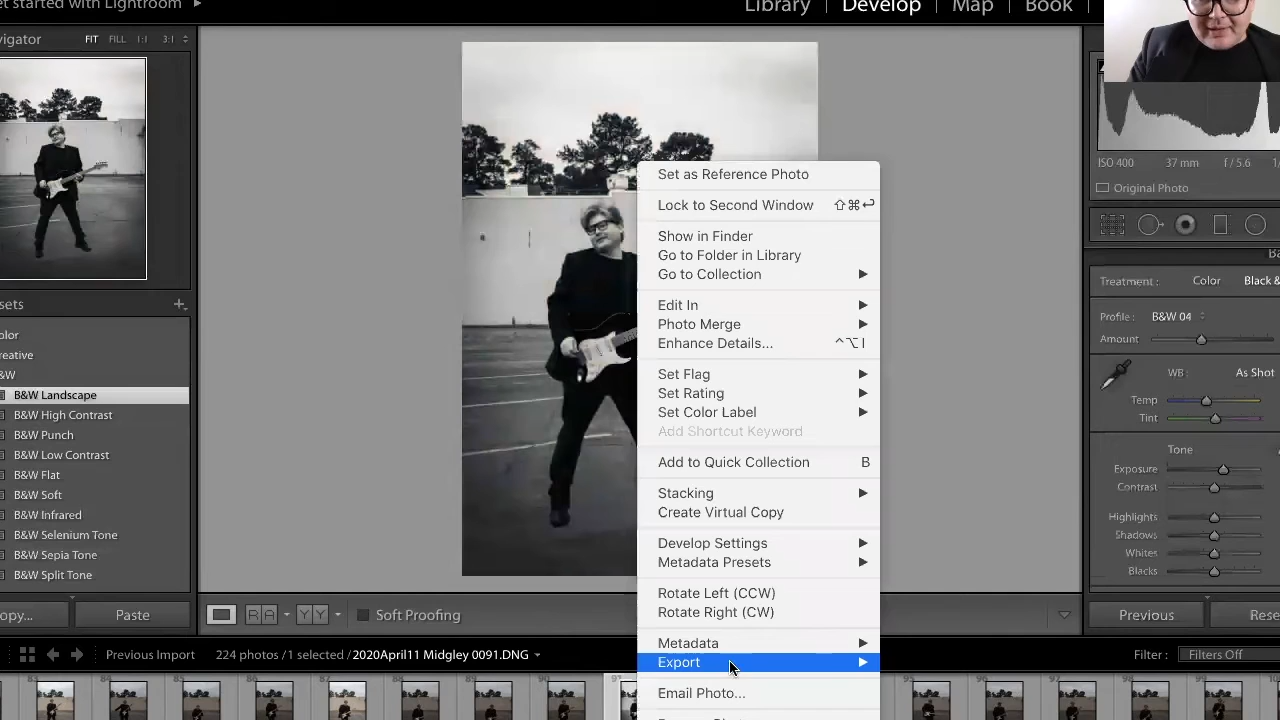 et started with Lightroom
Library | Develop | Map | Book |
vigator FIT FILL 1:1 3:1
ISO 400 37 mm f / 5.6
Original Photo
Treatment : Color Black &
Profile : B&W 04
Amount
WB : As Shot
Temp
Tint
Tone
Exposure
Contrast
Highlights
Shadows
Whites
Blacks
Previous Rese
sets +
olor
reative
&W
B&W Landscape
B&W High Contrast
B&W Punch
B&W Low Contrast
B&W Flat
B&W Soft
B&W Infrared
B&W Selenium Tone
B&W Sepia Tone
B&W Split Tone
opy... Paste
Set as Reference Photo
Lock to Second Window ⇧⌘↩
Show in Finder
Go to Folder in Library
Go to Collection
Edit In
Photo Merge
Enhance Details... ^⌥I
Set Flag
Set Rating
Set Color Label
Add Shortcut Keyword
Add to Quick Collection B
Stacking
Create Virtual Copy
Develop Settings
Metadata Presets
Rotate Left (CCW)
Rotate Right (CW)
Metadata
Export
Email Photo...
R A Y Y Soft Proofing
Previous Import 224 photos / 1 selected / 2020April11 Midgley 0091.DNG
Filter : Filters Off